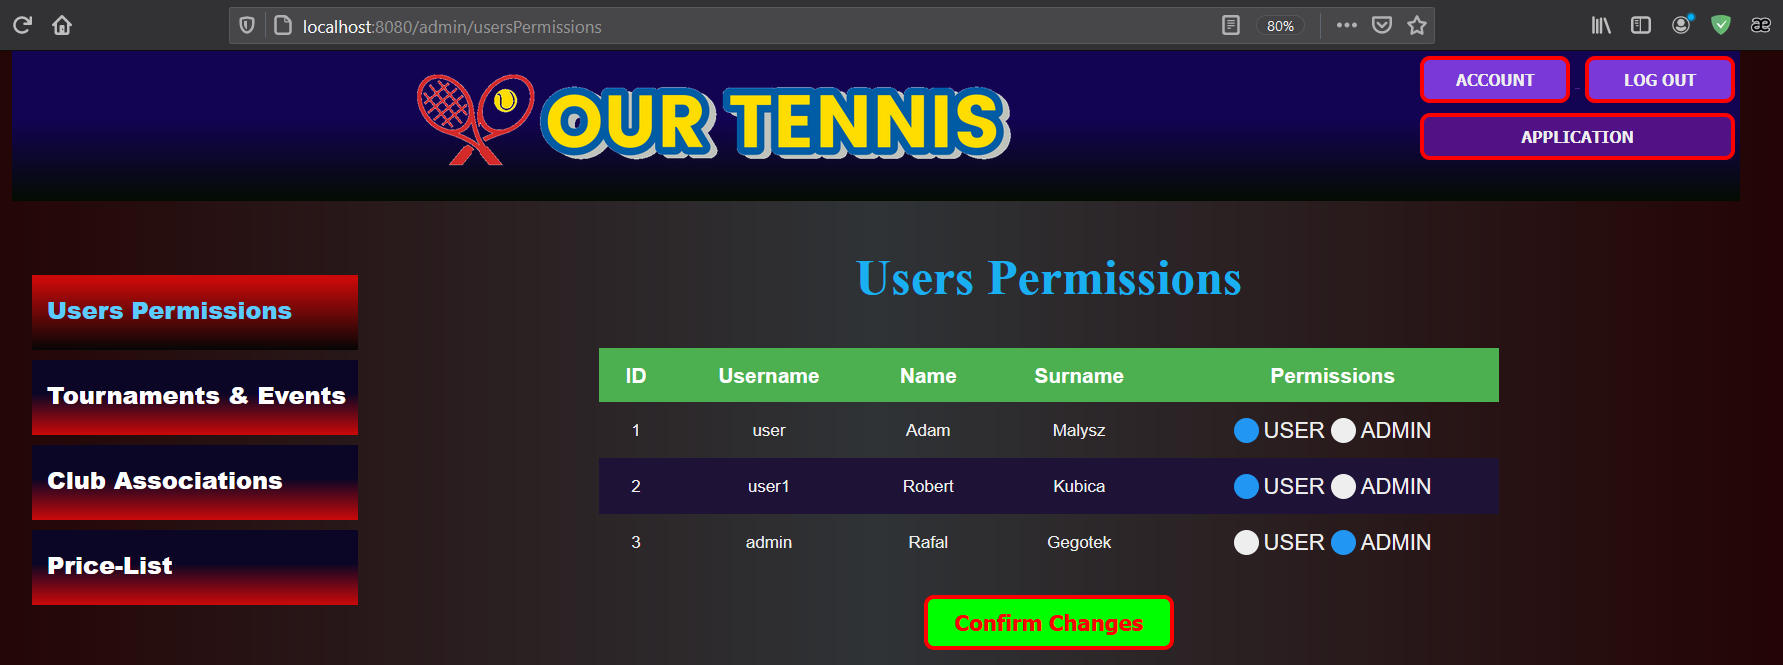 localhost:8080/admin/usersPermissions 80%
OUR TENNIS
ACCOUNT LOG OUT
APPLICATION
Users Permissions
Users Permissions
Tournaments & Events
Club Associations
Price-List
ID Username Name Surname Permissions
1 user Adam Malysz USER ADMIN
2 user1 Robert Kubica USER ADMIN
3 admin Rafal Gegotek USER ADMIN
Confirm Changes